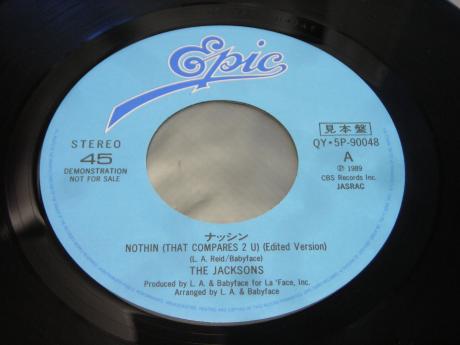 Epic
STEREO
45
DEMONSTRATION
NOT FOR SALE
見本盤
QY・5P-90048
A
Ⓟ 1989
CBS Records Inc.
JASRAC
ナッシン
NOTHIN (THAT COMPARES 2 U) (Edited Version)
(L. A. Reid/Babyface)
THE JACKSONS
Produced by L. A. & Babyface for La 'Face, Inc.
Arranged by L. A. & Babyface